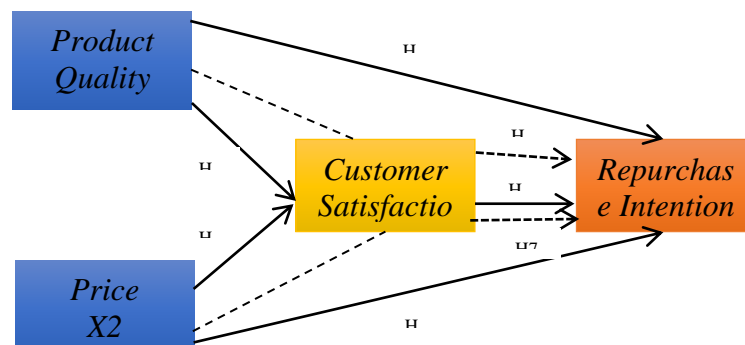 Product
Quality
H
H
Customer
Satisfactio
H
H
Repurchas
e Intention
H
H7
Price
X2
H